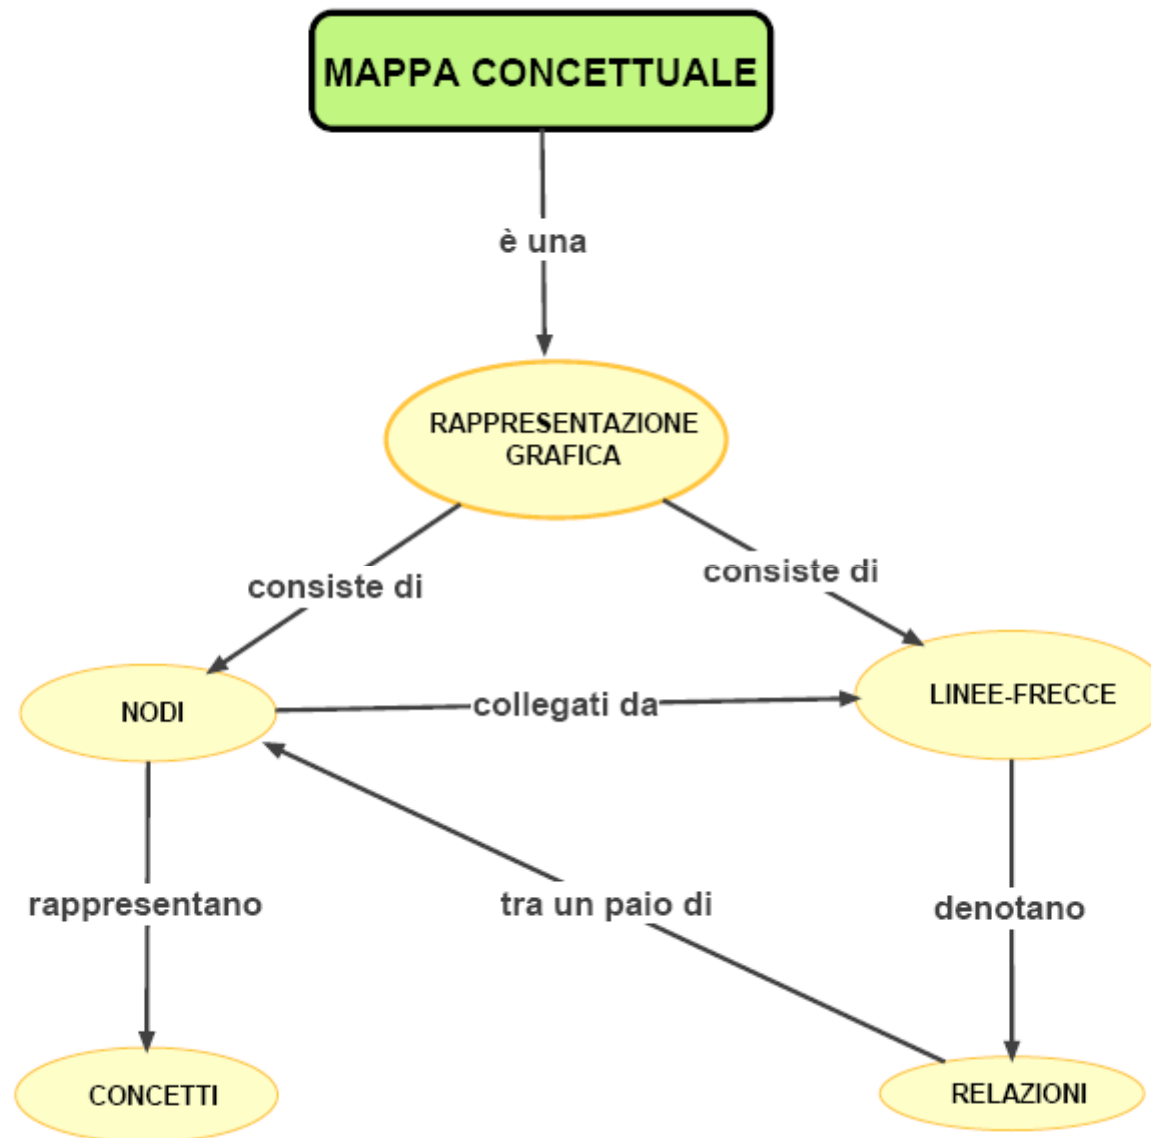 MAPPA CONCETTUALE
è una
RAPPRESENTAZIONE
GRAFICA
consiste di
consiste di
NODI
collegati da
LINEE-FRECCE
rappresentano
tra un paio di
denotano
CONCETTI
RELAZIONI